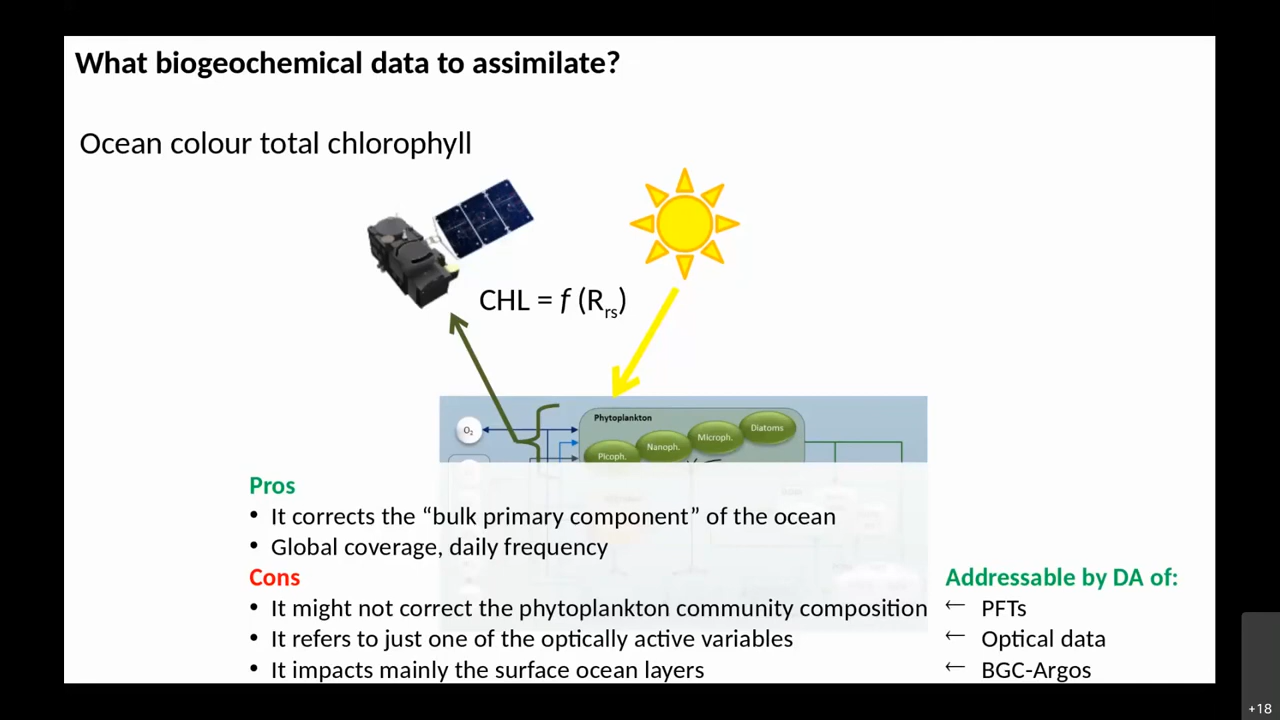 What biogeochemical data to assimilate?
Ocean colour total chlorophyll
CHL = f (Rrs)
Phytoplankton
O2
Picoph.
Nanoph.
Microph.
Diatoms
Pros
• It corrects the “bulk primary component” of the ocean
• Global coverage, daily frequency
Cons
Addressable by DA of:
• It might not correct the phytoplankton community composition ← PFTs
• It refers to just one of the optically active variables ← Optical data
• It impacts mainly the surface ocean layers ← BGC-Argos
+18